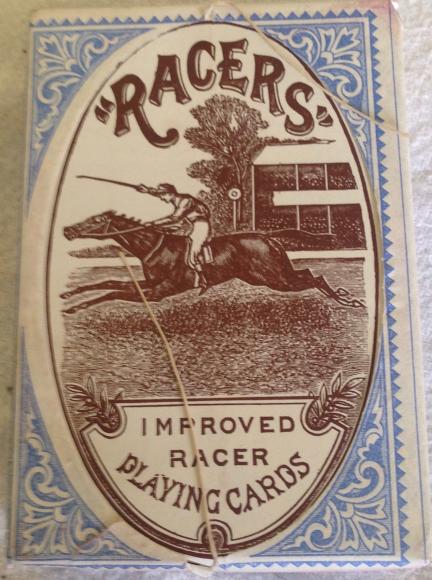 "RACERS"
IMPROVED
RACER
PLAYING CARDS